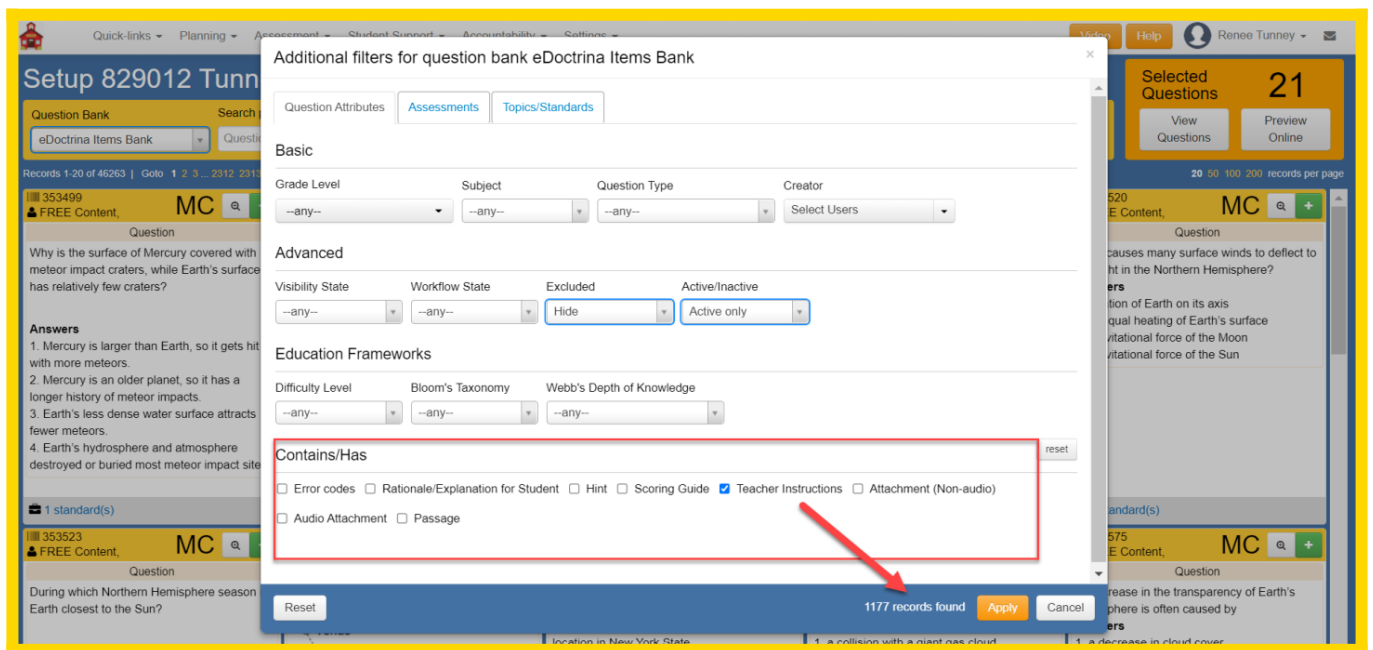 Quick-links Planning Assessment Student Support Accountability Settings Video Help Renee Tunney
Additional filters for question bank eDoctrina Items Bank ×
Setup 829012 Tunn
Selected Questions 21
Question Bank Search
eDoctrina Items Bank
View Questions Preview Online
Records 1-20 of 46263 | Goto 1 2 3 ... 2312 2313
20 50 100 200 records per page
Question Attributes Assessments Topics/Standards
Basic
Grade Level Subject Question Type Creator
--any-- --any-- --any-- Select Users
Advanced
Visibility State Workflow State Excluded Active/Inactive
--any-- --any-- Hide Active only
Education Frameworks
Difficulty Level Bloom's Taxonomy Webb's Depth of Knowledge
--any-- --any-- --any--
Contains/Has reset
Error codes Rationale/Explanation for Student Hint Scoring Guide Teacher Instructions Attachment (Non-audio)
Audio Attachment Passage
Reset 1177 records found Apply Cancel
353499
FREE Content, MC
Question
Why is the surface of Mercury covered with
meteor impact craters, while Earth's surface
has relatively few craters?
Answers
1. Mercury is larger than Earth, so it gets hit
with more meteors.
2. Mercury is an older planet, so it has a
longer history of meteor impacts.
3. Earth's less dense water surface attracts
fewer meteors.
4. Earth's hydrosphere and atmosphere
destroyed or buried most meteor impact site
1 standard(s)
353523
FREE Content, MC
Question
During which Northern Hemisphere season
Earth closest to the Sun?
location in New York State
1. a collision with a giant gas cloud
520
E Content, MC
Question
causes many surface winds to deflect to
ht in the Northern Hemisphere?
ers
tion of Earth on its axis
qual heating of Earth's surface
vitational force of the Moon
vitational force of the Sun
andard(s)
575
E Content, MC
Question
rease in the transparency of Earth's
phere is often caused by
ers
1. a decrease in cloud cover